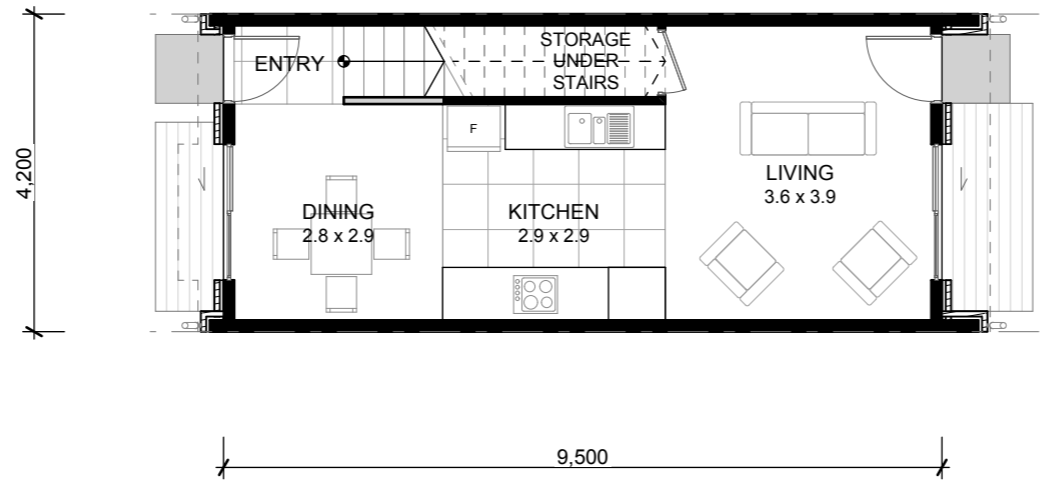 STORAGE
UNDER
STAIRS
ENTRY
F
4,200
LIVING
3.6 x 3.9
DINING
2.8 x 2.9
KITCHEN
2.9 x 2.9
9,500